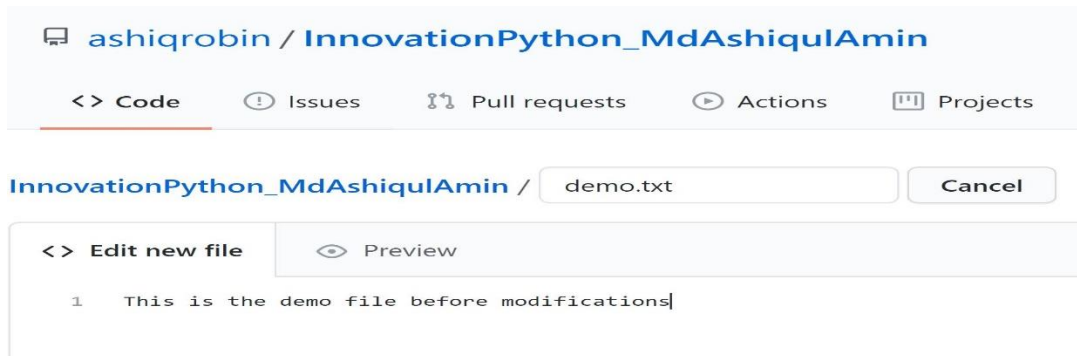 ashiqrobin / InnovationPython_MdAshiqulAmin
<> Code Issues Pull requests Actions Projects
InnovationPython_MdAshiqulAmin / demo.txt Cancel
<> Edit new file Preview
1 This is the demo file before modifications